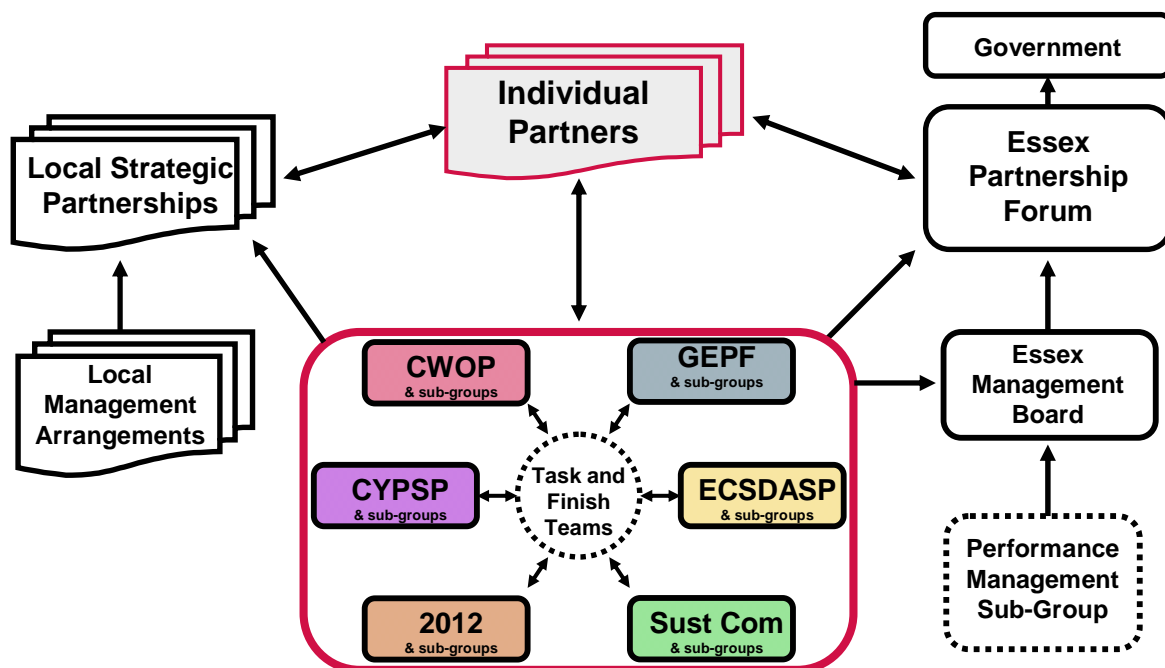 Government
Individual
Partners
Essex
Partnership
Forum
Local Strategic
Partnerships
Local
Management
Arrangements
CWOP
& sub-groups
GEPF
& sub-groups
Essex
Management
Board
CYPSP
& sub-groups
Task and
Finish
Teams
ECSDASP
& sub-groups
2012
& sub-groups
Sust Com
& sub-groups
Performance
Management
Sub-Group